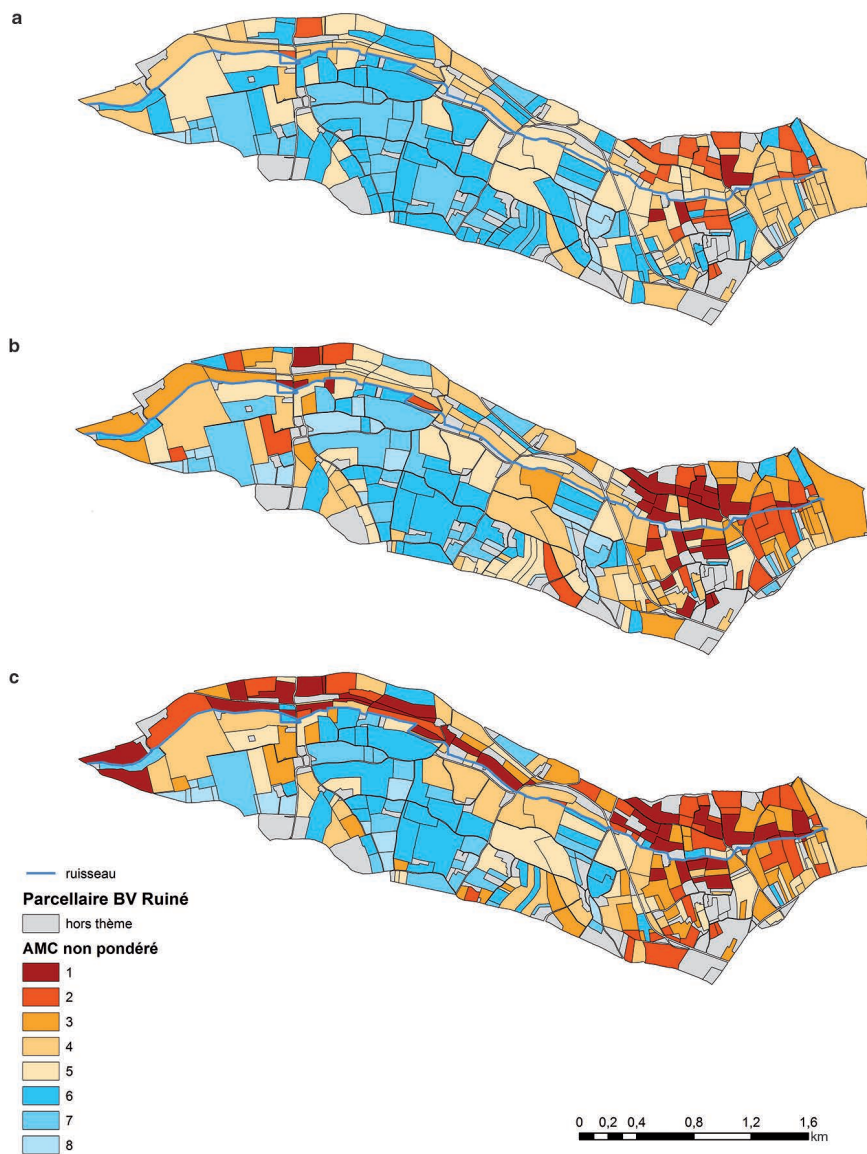 a
b
c
ruisseau
Parcellaire BV Ruiné
hors thème
AMC non pondéré
1
2
3
4
5
6
7
8
0 0,2 0,4 0,8 1,2 1,6
km